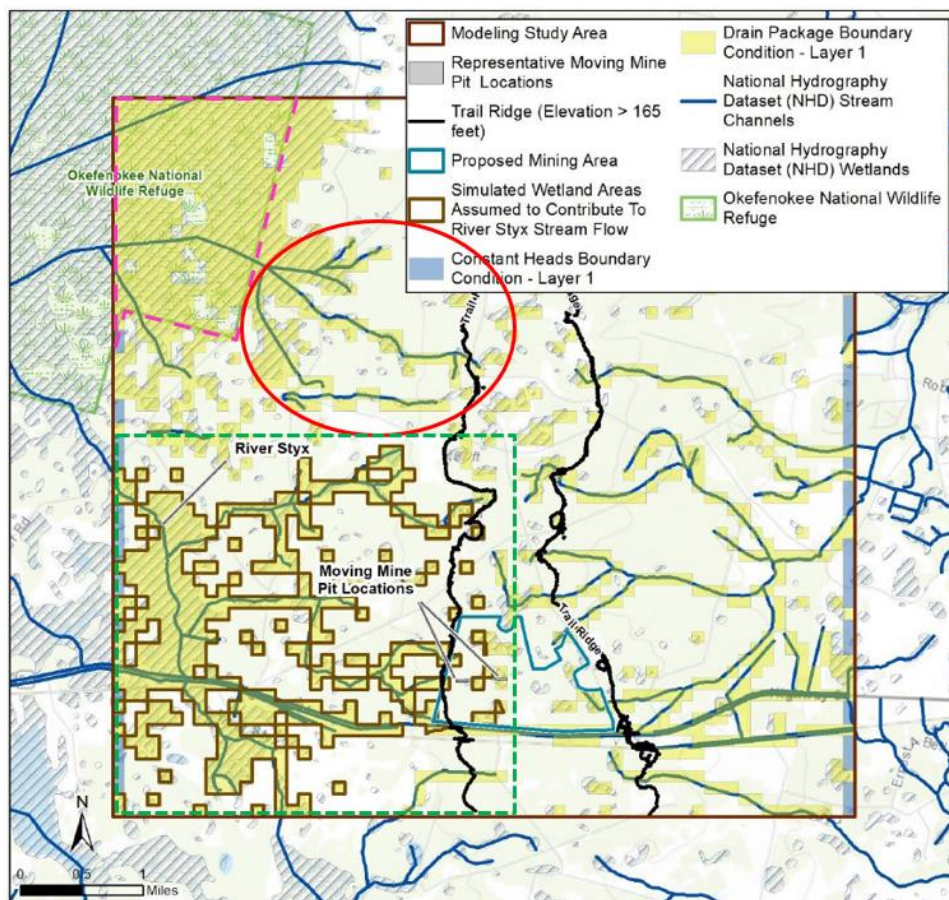 Modeling Study Area
Representative Moving Mine
Pit Locations
Trail Ridge (Elevation > 165
feet)
Proposed Mining Area
Simulated Wetland Areas
Assumed to Contribute To
River Styx Stream Flow
Constant Heads Boundary
Condition - Layer 1
Drain Package Boundary
Condition - Layer 1
National Hydrography
Dataset (NHD) Stream
Channels
National Hydrography
Dataset (NHD) Wetlands
Okefenokee National Wildlife
Refuge
Okefenokee National
Wildlife Refuge
River Styx
Moving Mine
Pit Locations
Trail Ridge
N
0 0.5 1
Miles